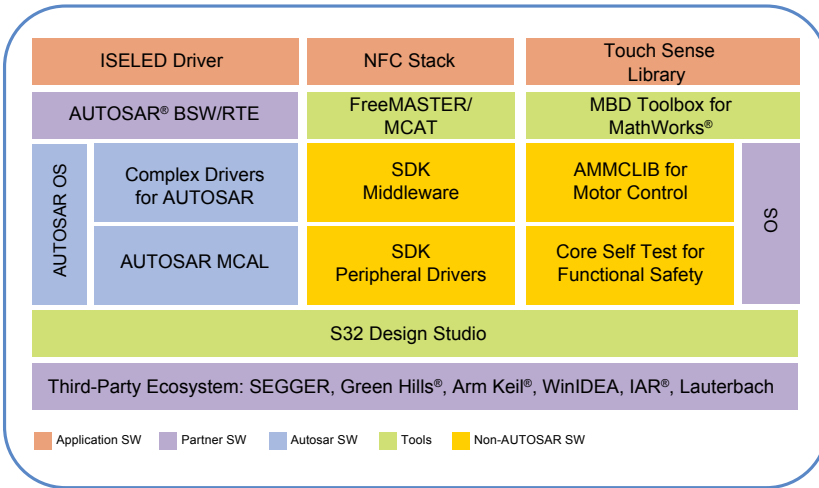 ISELED Driver
NFC Stack
Touch Sense
Library
AUTOSAR® BSW/RTE
FreeMASTER/
MCAT
MBD Toolbox for
MathWorks®
AUTOSAR OS
Complex Drivers
for AUTOSAR
SDK
Middleware
AMMCLIB for
Motor Control
OS
AUTOSAR MCAL
SDK
Peripheral Drivers
Core Self Test for
Functional Safety
S32 Design Studio
Third-Party Ecosystem: SEGGER, Green Hills®, Arm Keil®, WinIDEA, IAR®, Lauterbach
Application SW
Partner SW
Autosar SW
Tools
Non-AUTOSAR SW